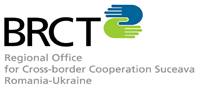 BRCT
Regional Office
for Cross-border Cooperation Suceava
Romania-Ukraine